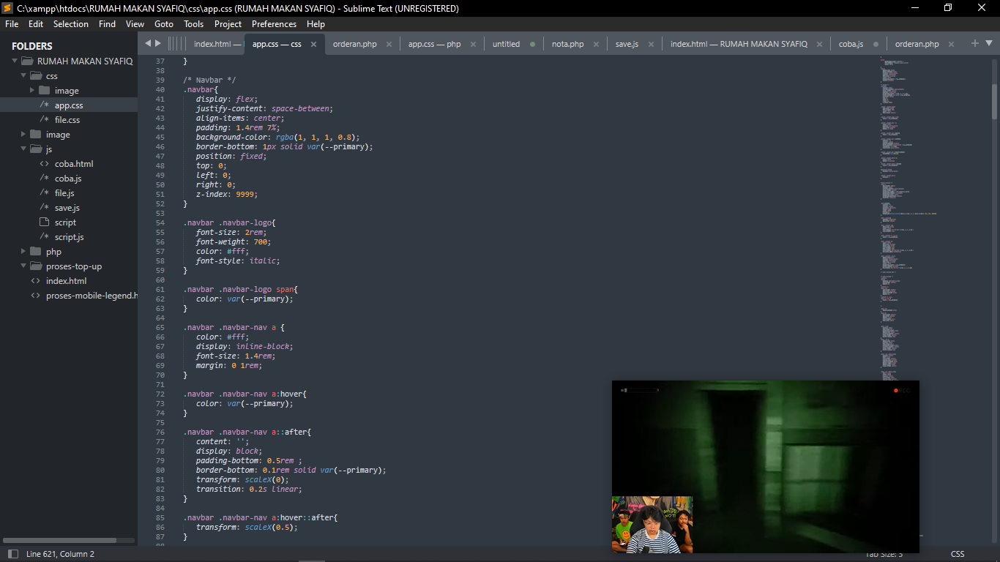 C:\xampp\htdocs\RUMAH MAKAN SYAFIQ\css\app.css (RUMAH MAKAN SYAFIQ) - Sublime Text (UNREGISTERED)
File Edit Selection Find View Goto Tools Project Preferences Help
FOLDERS
RUMAH MAKAN SYAFIQ
css
image
/* app.css
/* file.css
image
js
<> coba.html
/* coba.js
/* file.js
/* save.js
script
/* script.js
php
proses-top-up
<> index.html
<> proses-mobile-legend.h
index.html — app.css — css × orderan.php × app.css — php × untitled nota.php × save.js × index.html — RUMAH MAKAN SYAFIQ × coba.js orderan.php × +
37 }
38
39 /* Navbar */
40 .navbar{
41 display: flex;
42 justify-content: space-between;
43 align-items: center;
44 padding: 1.4rem 7%;
45 background-color: rgba(1, 1, 1, 0.8);
46 border-bottom: 1px solid var(--primary);
47 position: fixed;
48 top: 0;
49 left: 0;
50 right: 0;
51 z-index: 9999;
52 }
53
54 .navbar .navbar-logo{
55 font-size: 2rem;
56 font-weight: 700;
57 color: #fff;
58 font-style: italic;
59 }
60
61 .navbar .navbar-logo span{
62 color: var(--primary);
63 }
64
65 .navbar .navbar-nav a {
66 color: #fff;
67 display: inline-block;
68 font-size: 1.4rem;
69 margin: 0 1rem;
70 }
71
72 .navbar .navbar-nav a:hover{
73 color: var(--primary);
74 }
75
76 .navbar .navbar-nav a::after{
77 content: '';
78 display: block;
79 padding-bottom: 0.5rem ;
80 border-bottom: 0.1rem solid var(--primary);
81 transform: scaleX(0);
82 transition: 0.2s linear;
83 }
84
85 .navbar .navbar-nav a:hover::after{
86 transform: scaleX(0.5);
87 }
Line 621, Column 2
Tab Size: 3
CSS